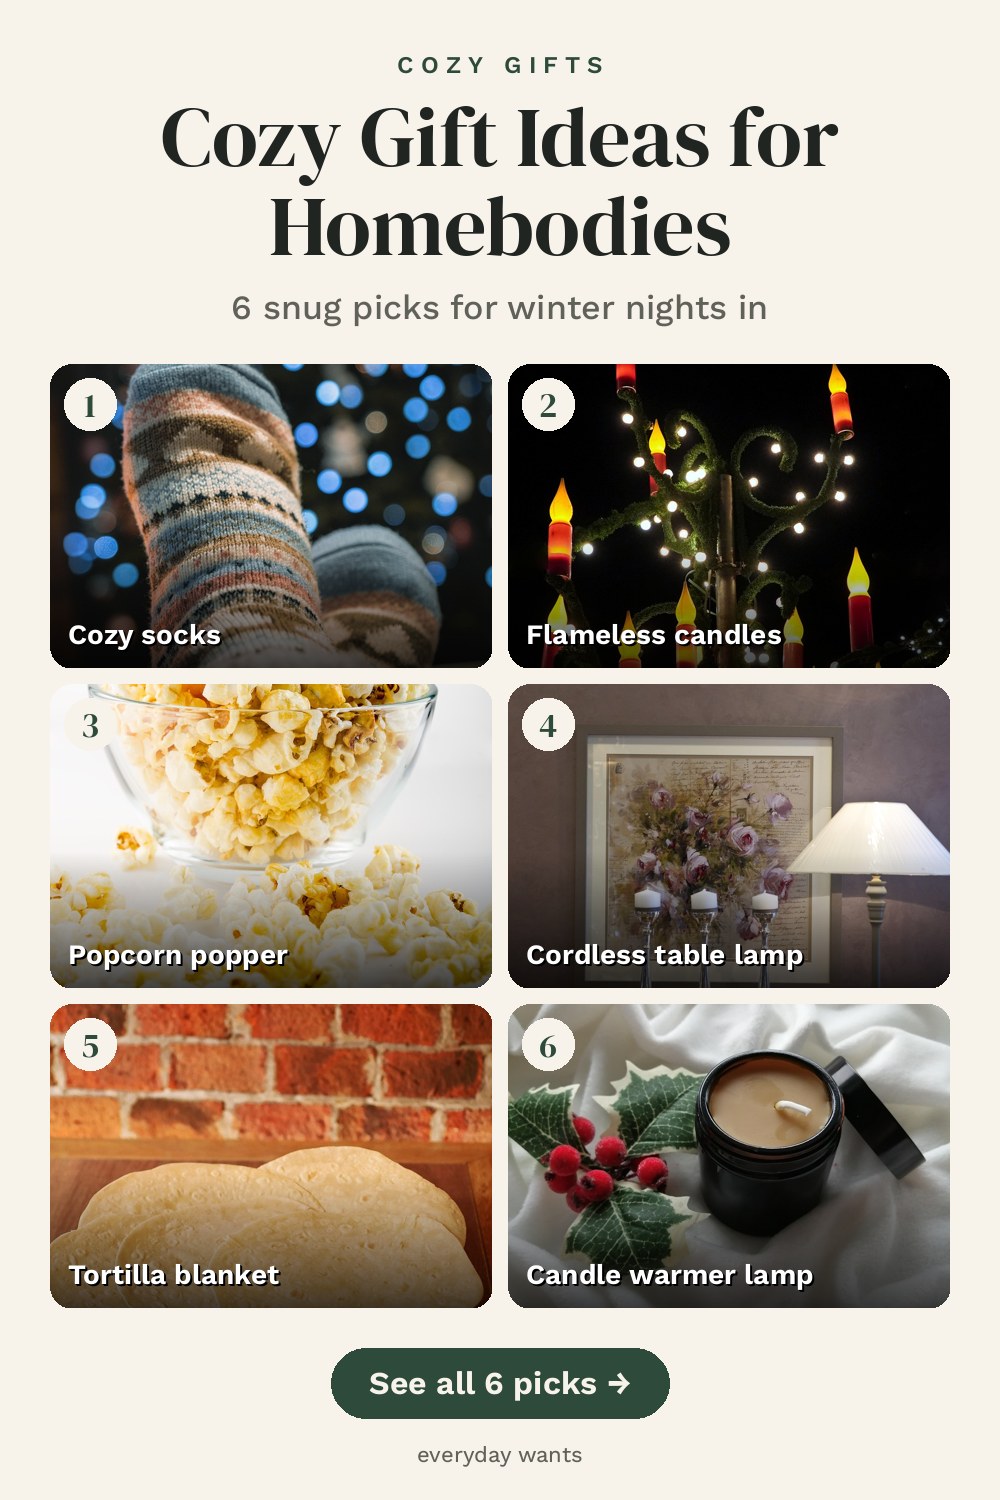 COZY GIFTS
Cozy Gift Ideas for
Homebodies
6 snug picks for winter nights in
1
2
Cozy socks
Flameless candles
3
4
Popcorn popper
Cordless table lamp
5
6
Tortilla blanket
Candle warmer lamp
See all 6 picks →
everyday wants